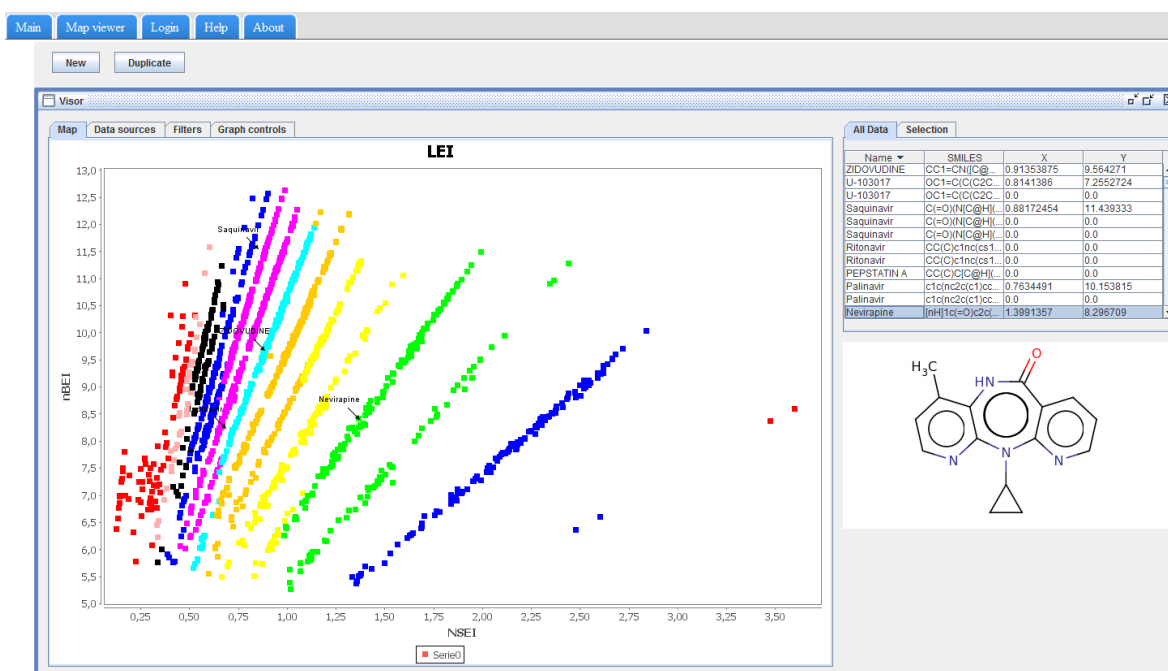 Main Map viewer Login Help About
New Duplicate
Visor
Map Data sources Filters Graph controls
LEI
nBEI
13,0
12,5
12,0
11,5
11,0
10,5
10,0
9,5
9,0
8,5
8,0
7,5
7,0
6,5
6,0
5,5
5,0
Saquinavir
ZIDOVUDINE
Nevirapine
0,25 0,50 0,75 1,00 1,25 1,50 1,75 2,00 2,25 2,50 2,75 3,00 3,25 3,50
NSEI
Serie0
All Data Selection
Name SMILES X Y
ZIDOVUDINE CC1=CN([C@... 0.91353875 9.564271
U-103017 OC1=C(C(C2C... 0.8141386 7.2552724
U-103017 OC1=C(C(C2C... 0.0 0.0
Saquinavir C(=O)(N[C@H](... 0.88172454 11.439333
Saquinavir C(=O)(N[C@H](... 0.0 0.0
Saquinavir C(=O)(N[C@H](... 0.0 0.0
Ritonavir CC(C)c1nc(cs1... 0.0 0.0
Ritonavir CC(C)c1nc(cs1... 0.0 0.0
PEPSTATIN A CC(C)C[C@H](... 0.0 0.0
Palinavir c1c(nc2c(c1)cc... 0.7634491 10.153815
Palinavir c1c(nc2c(c1)cc... 0.0 0.0
Nevirapine [nH]1c(=O)c2c(... 1.3991357 8.296709
O
H3C
HN
N
N
N